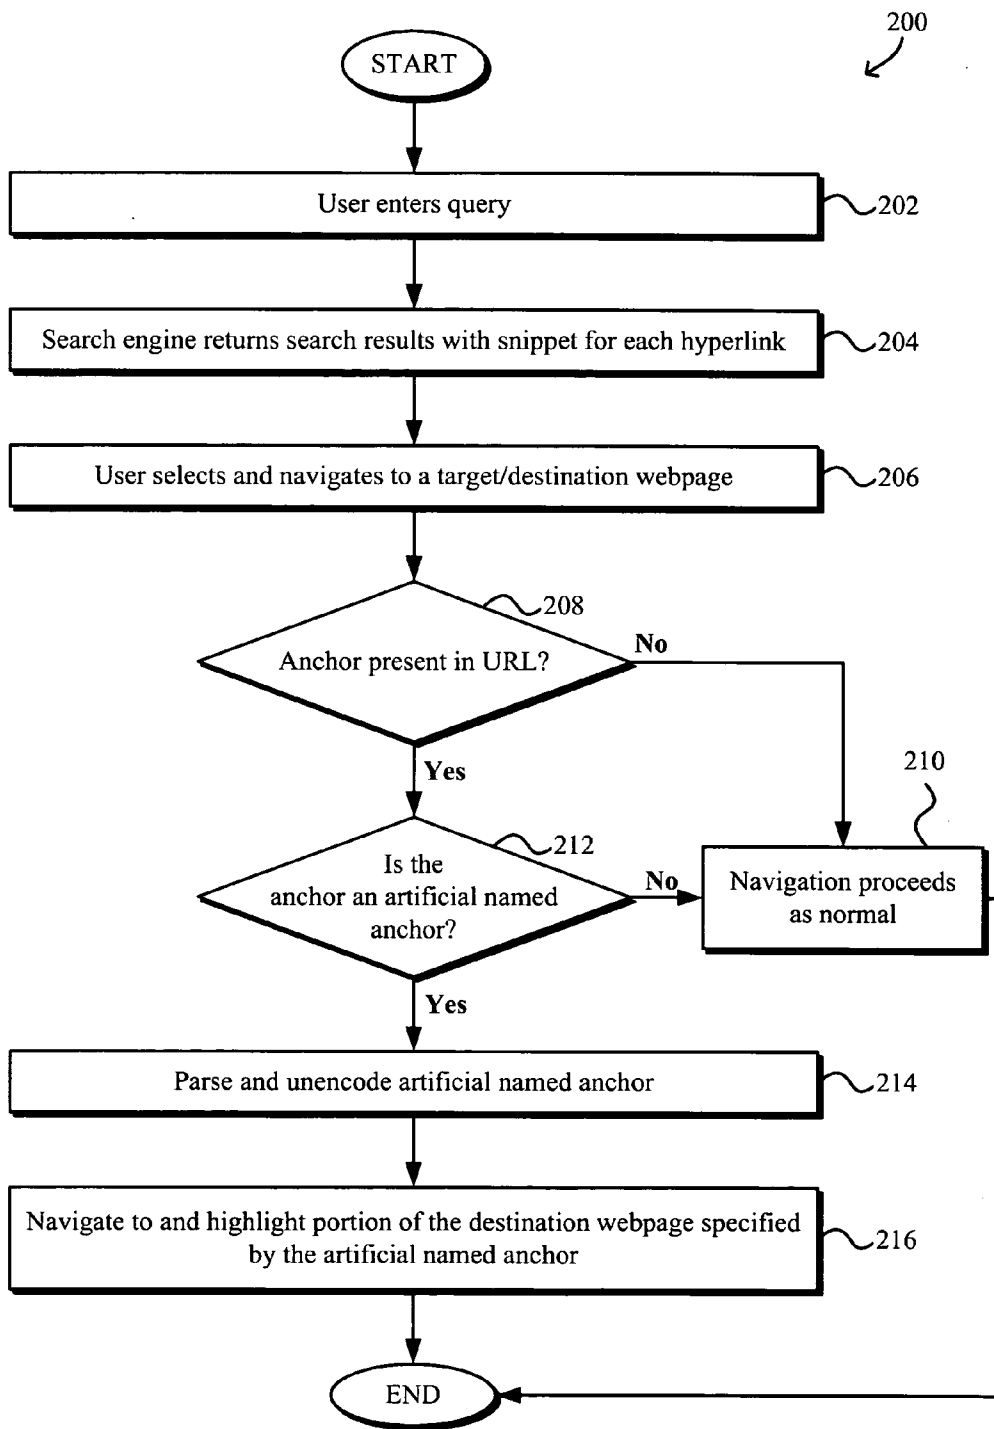 200
START
User enters query
202
Search engine returns search results with snippet for each hyperlink
204
User selects and navigates to a target/destination webpage
206
208
Anchor present in URL?
No
Yes
210
212
Is the
anchor an artificial named
anchor?
No
Navigation proceeds
as normal
Yes
Parse and unencode artificial named anchor
214
Navigate to and highlight portion of the destination webpage specified
by the artificial named anchor
216
END